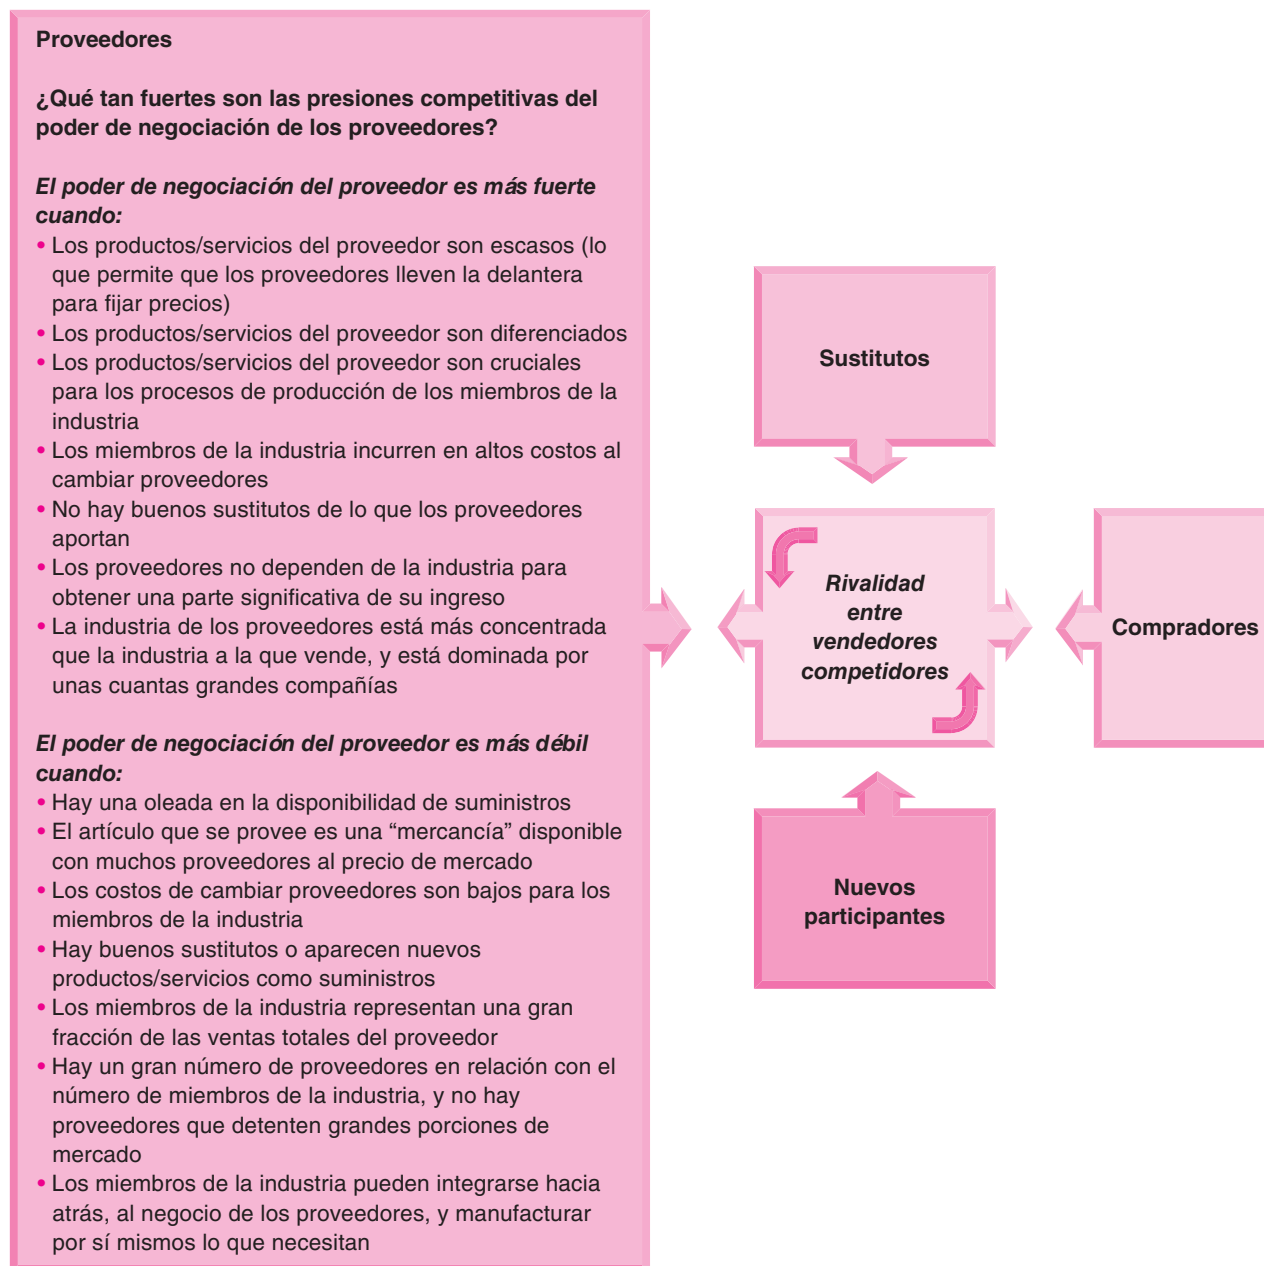 Proveedores
¿Qué tan fuertes son las presiones competitivas del
poder de negociación de los proveedores?
El poder de negociación del proveedor es más fuerte
cuando:
• Los productos/servicios del proveedor son escasos (lo
que permite que los proveedores lleven la delantera
para fijar precios)
• Los productos/servicios del proveedor son diferenciados
• Los productos/servicios del proveedor son cruciales
para los procesos de producción de los miembros de la
industria
• Los miembros de la industria incurren en altos costos al
cambiar proveedores
• No hay buenos sustitutos de lo que los proveedores
aportan
• Los proveedores no dependen de la industria para
obtener una parte significativa de su ingreso
• La industria de los proveedores está más concentrada
que la industria a la que vende, y está dominada por
unas cuantas grandes compañías
El poder de negociación del proveedor es más débil
cuando:
• Hay una oleada en la disponibilidad de suministros
• El artículo que se provee es una “mercancía” disponible
con muchos proveedores al precio de mercado
• Los costos de cambiar proveedores son bajos para los
miembros de la industria
• Hay buenos sustitutos o aparecen nuevos
productos/servicios como suministros
• Los miembros de la industria representan una gran
fracción de las ventas totales del proveedor
• Hay un gran número de proveedores en relación con el
número de miembros de la industria, y no hay
proveedores que detenten grandes porciones de
mercado
• Los miembros de la industria pueden integrarse hacia
atrás, al negocio de los proveedores, y manufacturar
por sí mismos lo que necesitan
Sustitutos
Rivalidad
entre
vendedores
competidores
Compradores
Nuevos
participantes